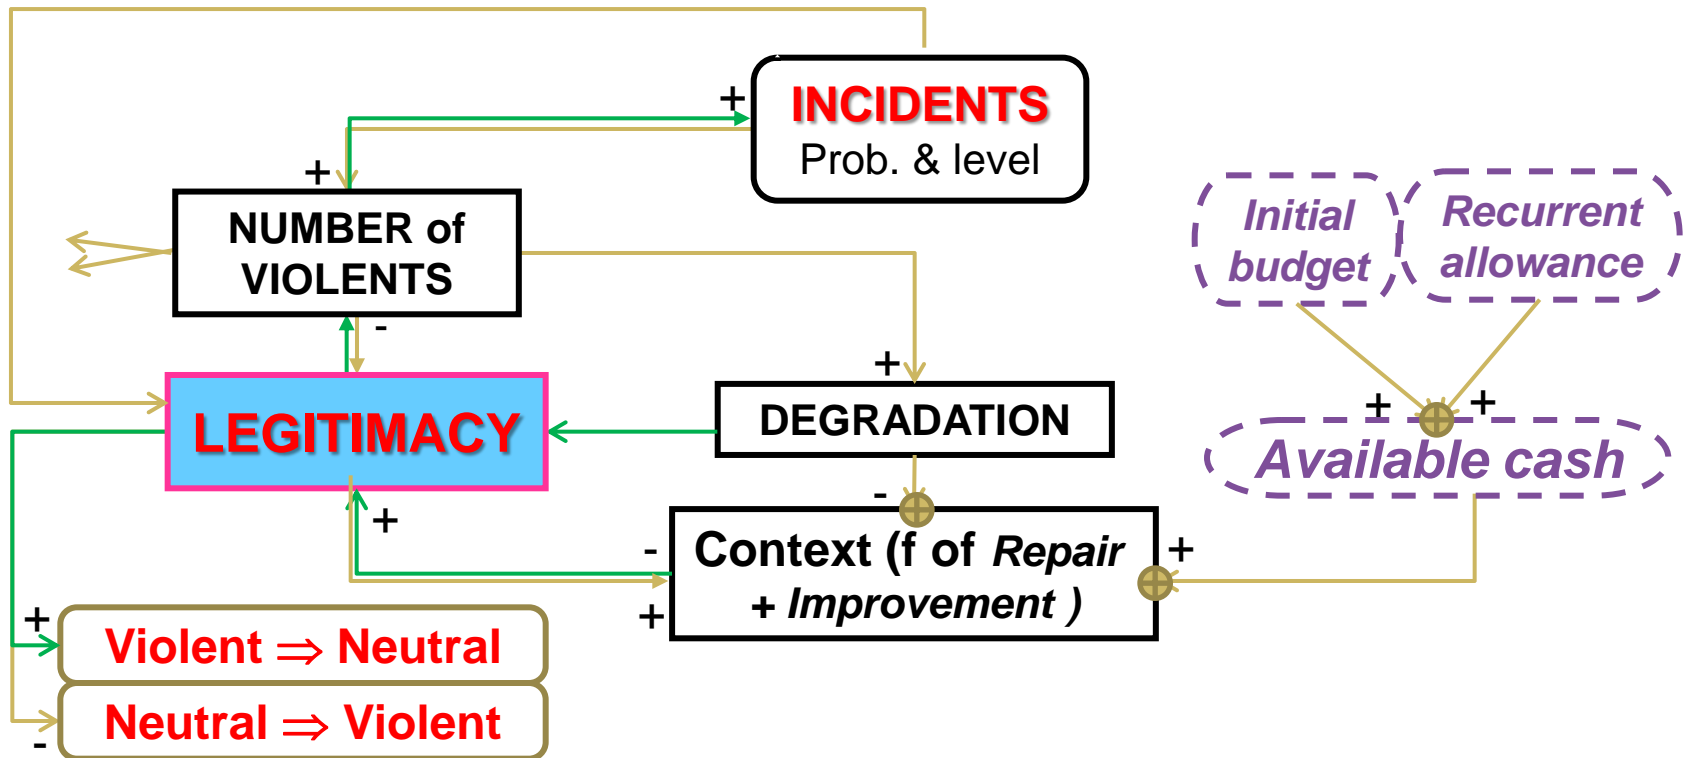 +
INCIDENTS
Prob. & level
+
NUMBER of
VIOLENTS
-
Initial
budget
Recurrent
allowance
+
LEGITIMACY
DEGRADATION
+
+
Available cash
-
+
-
Context (f of Repair
+ Improvement )
+
+
+
Violent ⇒ Neutral
Neutral ⇒ Violent
-